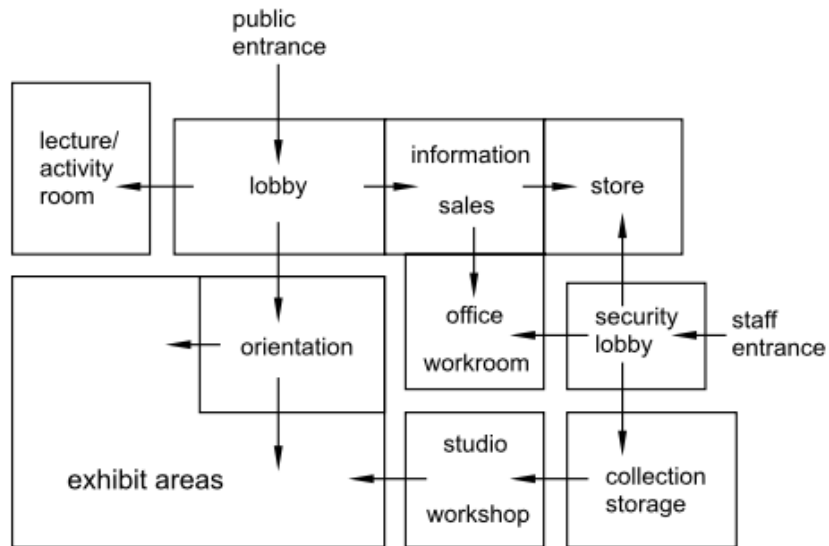 public
entrance
lecture/
activity
room
lobby
information
sales
store
orientation
office
workroom
security
lobby
staff
entrance
exhibit areas
studio
workshop
collection
storage